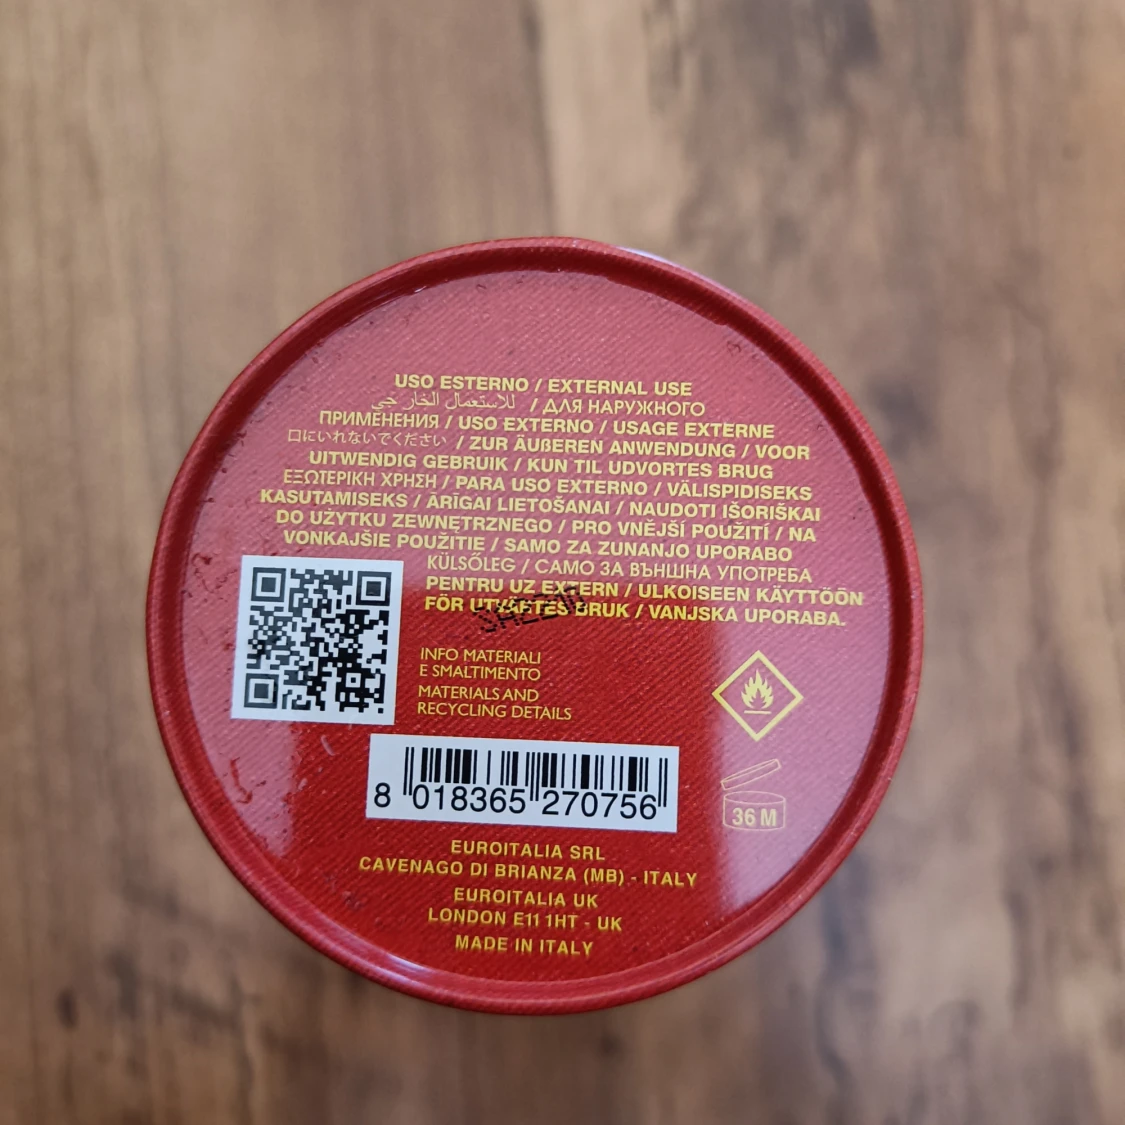 USO ESTERNO / EXTERNAL USE
للاستعمال الخار جي / ДЛЯ НАРУЖНОГО
ПРИМЕНЕНИЯ / USO EXTERNO / USAGE EXTERNE
口にいれないでください / ZUR ÄUßEREN ANWENDUNG / VOOR
UITWENDIG GEBRUIK / KUN TIL UDVORTES BRUG
ΕΞΩΤΕΡΙΚΗ ΧΡΗΣΗ / PARA USO EXTERNO / VÄLISPIDISEKS
KASUTAMISEKS / ĀRĪGAI LIETOŠANAI / NAUDOTI IŠORIŠKAI
DO UŻYTKU ZEWNĘTRZNEGO / PRO VNĚJŠÍ POUŽITÍ / NA
VONKAJŠIE POUŽITIE / SAMO ZA ZUNANJO UPORABO
KÜLSŐLEG / САМО ЗА ВЪНШНА УПОТРЕБА
PENTRU UZ EXTERN / ULKOISEEN KÄYTTÖÖN
FÖR UTVÄRTES BRUK / VANJSKA UPORABA.
INFO MATERIALI
E SMALTIMENTO
MATERIALS AND
RECYCLING DETAILS
8 018365 270756
36 M
EUROITALIA SRL
CAVENAGO DI BRIANZA (MB) - ITALY
EUROITALIA UK
LONDON E11 1HT - UK
MADE IN ITALY